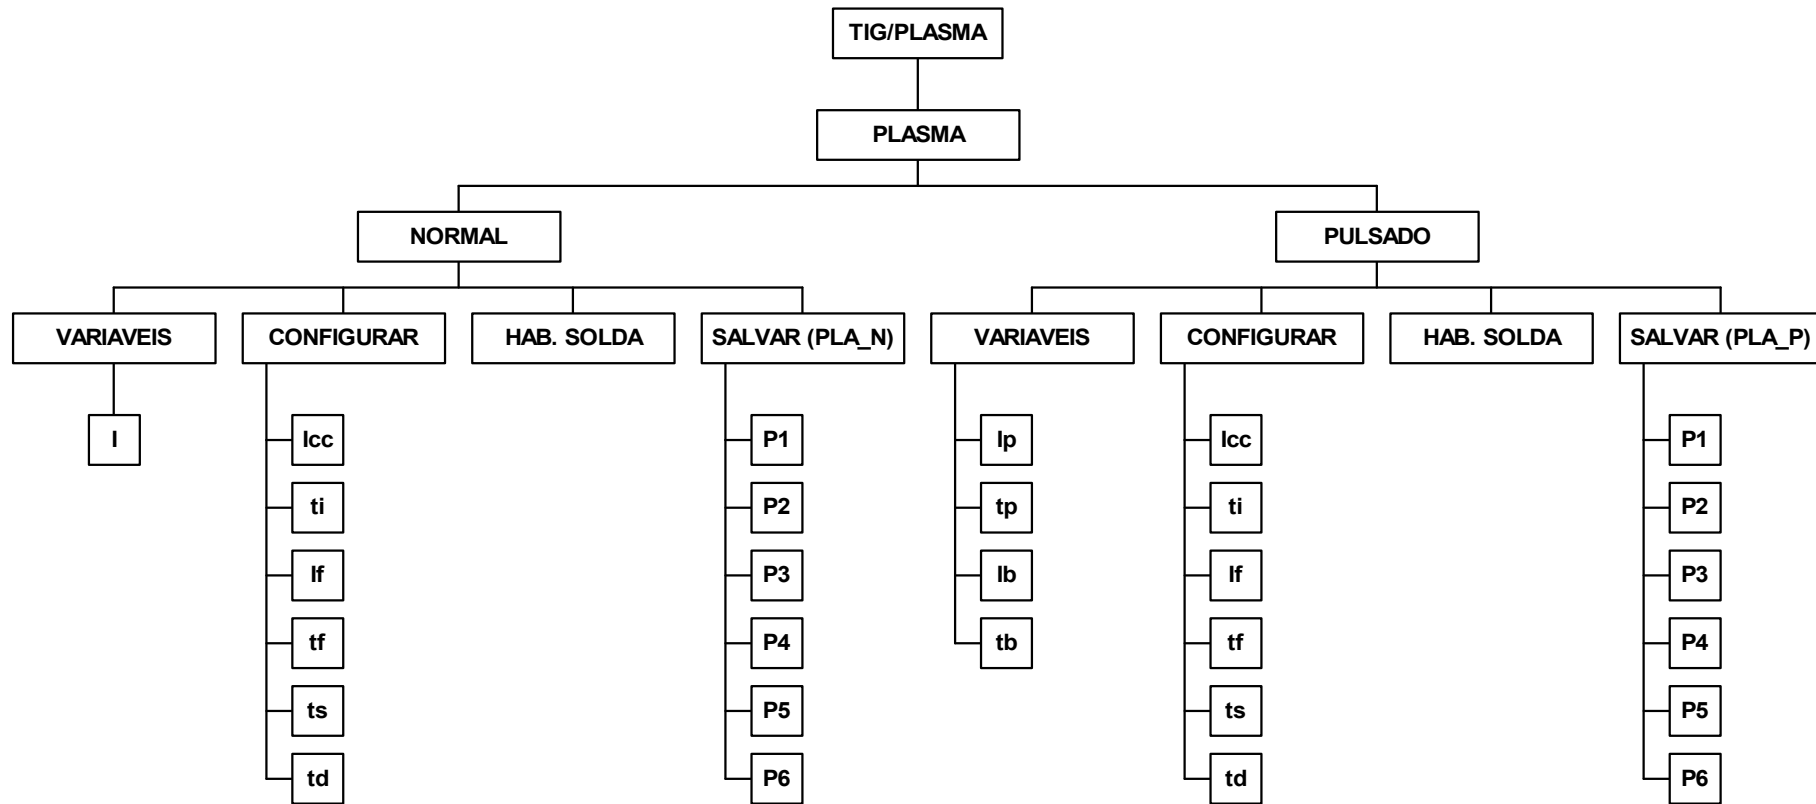 TIG/PLASMA
PLASMA
NORMAL
PULSADO
VARIAVEIS
CONFIGURAR
HAB. SOLDA
SALVAR (PLA_N)
VARIAVEIS
CONFIGURAR
HAB. SOLDA
SALVAR (PLA_P)
I
Icc
ti
If
tf
ts
td
P1
P2
P3
P4
P5
P6
Ip
tp
Ib
tb
Icc
ti
If
tf
ts
td
P1
P2
P3
P4
P5
P6